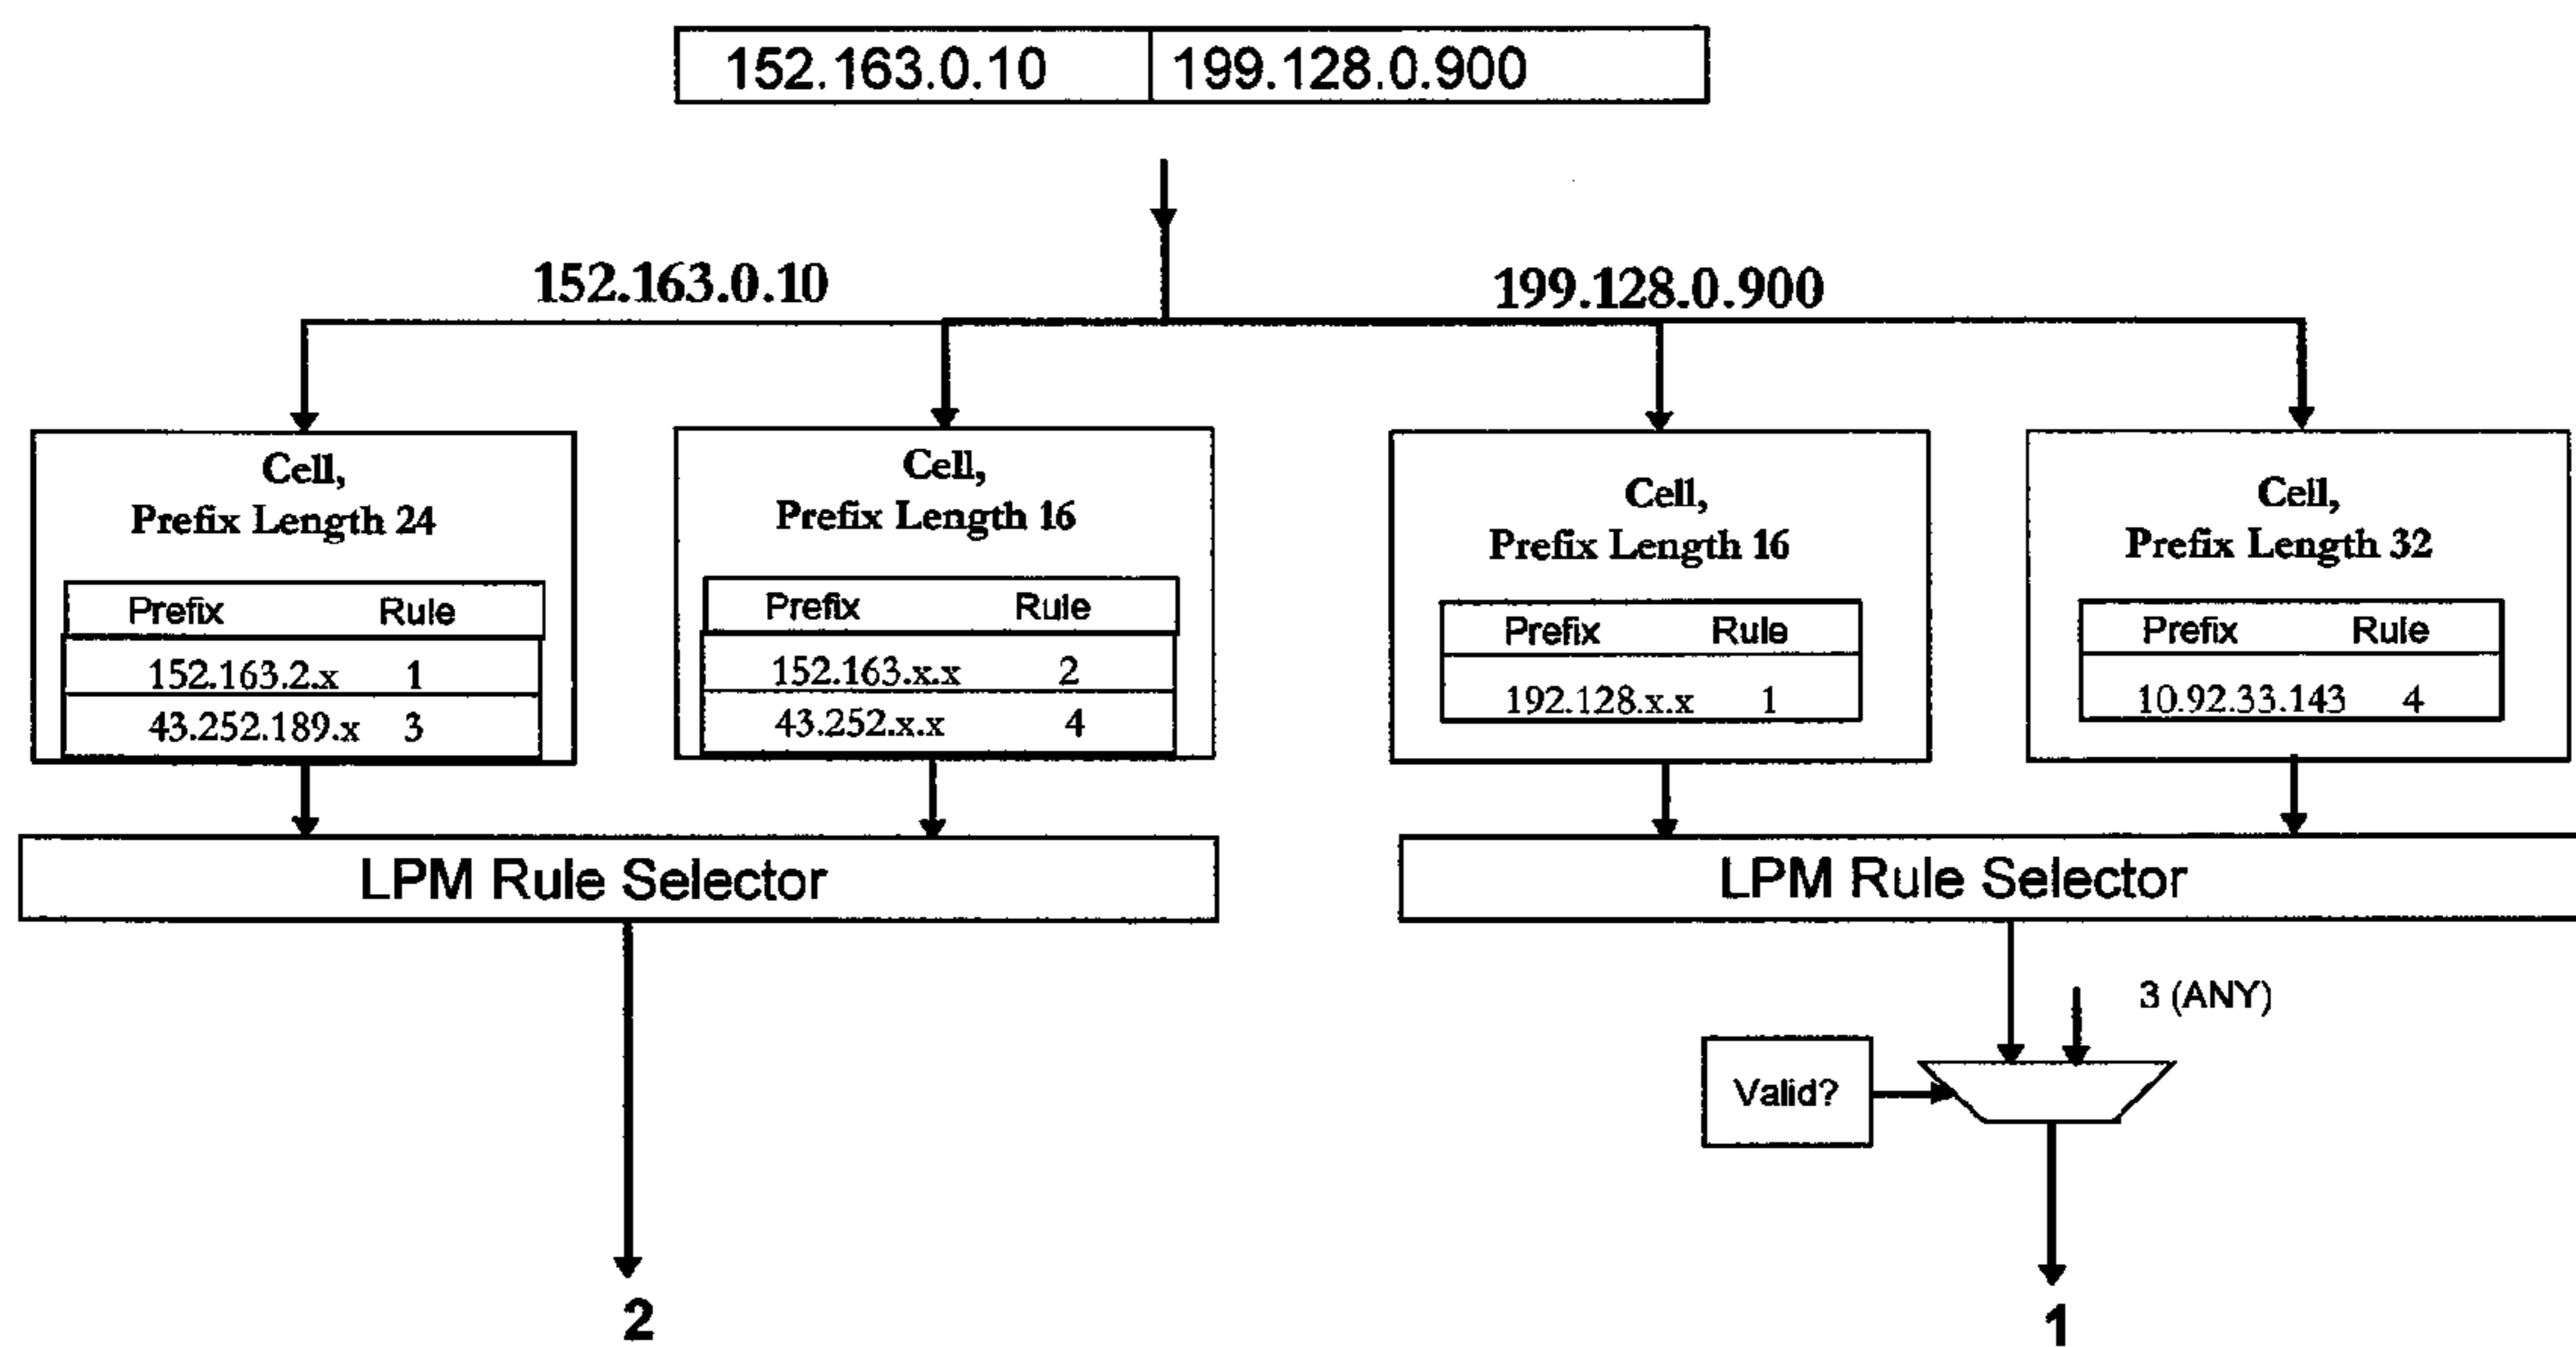 152.163.0.10 199.128.0.900
152.163.0.10 199.128.0.900
Cell,
Prefix Length 24
Prefix Rule
152.163.2.x 1
43.252.189.x 3
Cell,
Prefix Length 16
Prefix Rule
152.163.x.x 2
43.252.x.x 4
Cell,
Prefix Length 16
Prefix Rule
192.128.x.x 1
Cell,
Prefix Length 32
Prefix Rule
10.92.33.143 4
LPM Rule Selector
LPM Rule Selector
3 (ANY)
Valid?
2
1